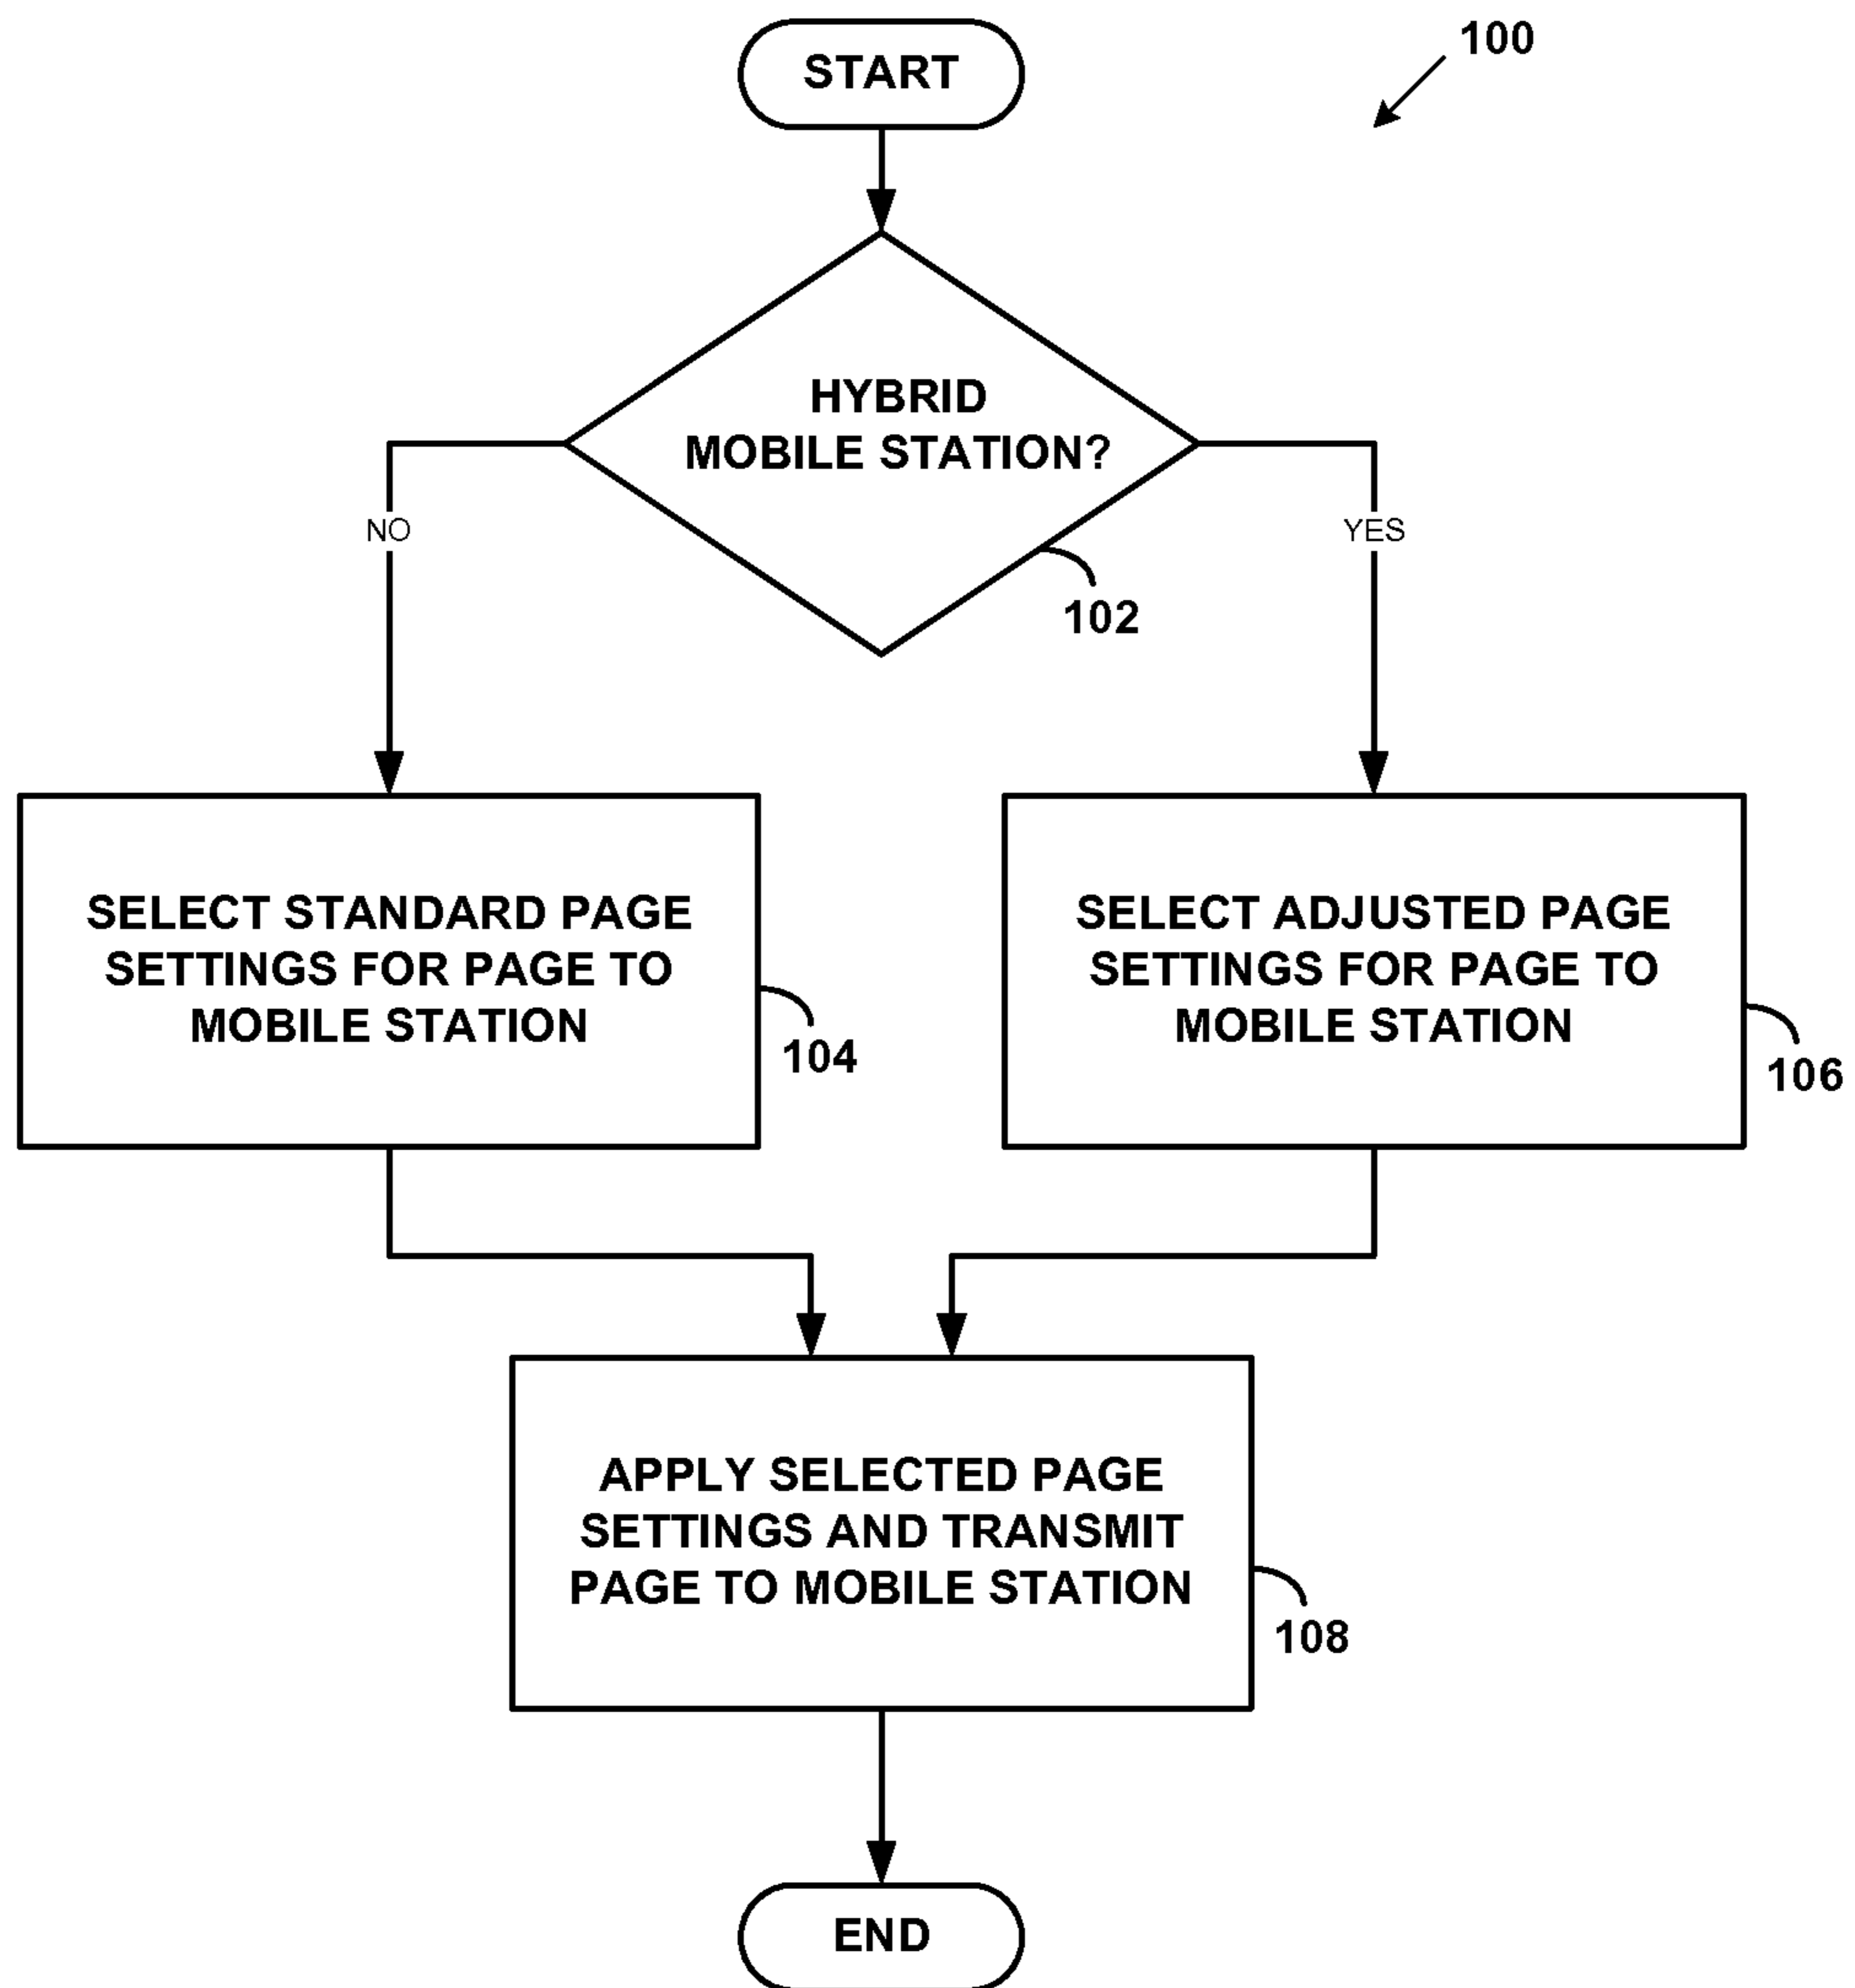 START
100
HYBRID
MOBILE STATION?
NO
YES
102
SELECT STANDARD PAGE
SETTINGS FOR PAGE TO
MOBILE STATION
104
SELECT ADJUSTED PAGE
SETTINGS FOR PAGE TO
MOBILE STATION
106
APPLY SELECTED PAGE
SETTINGS AND TRANSMIT
PAGE TO MOBILE STATION
108
END